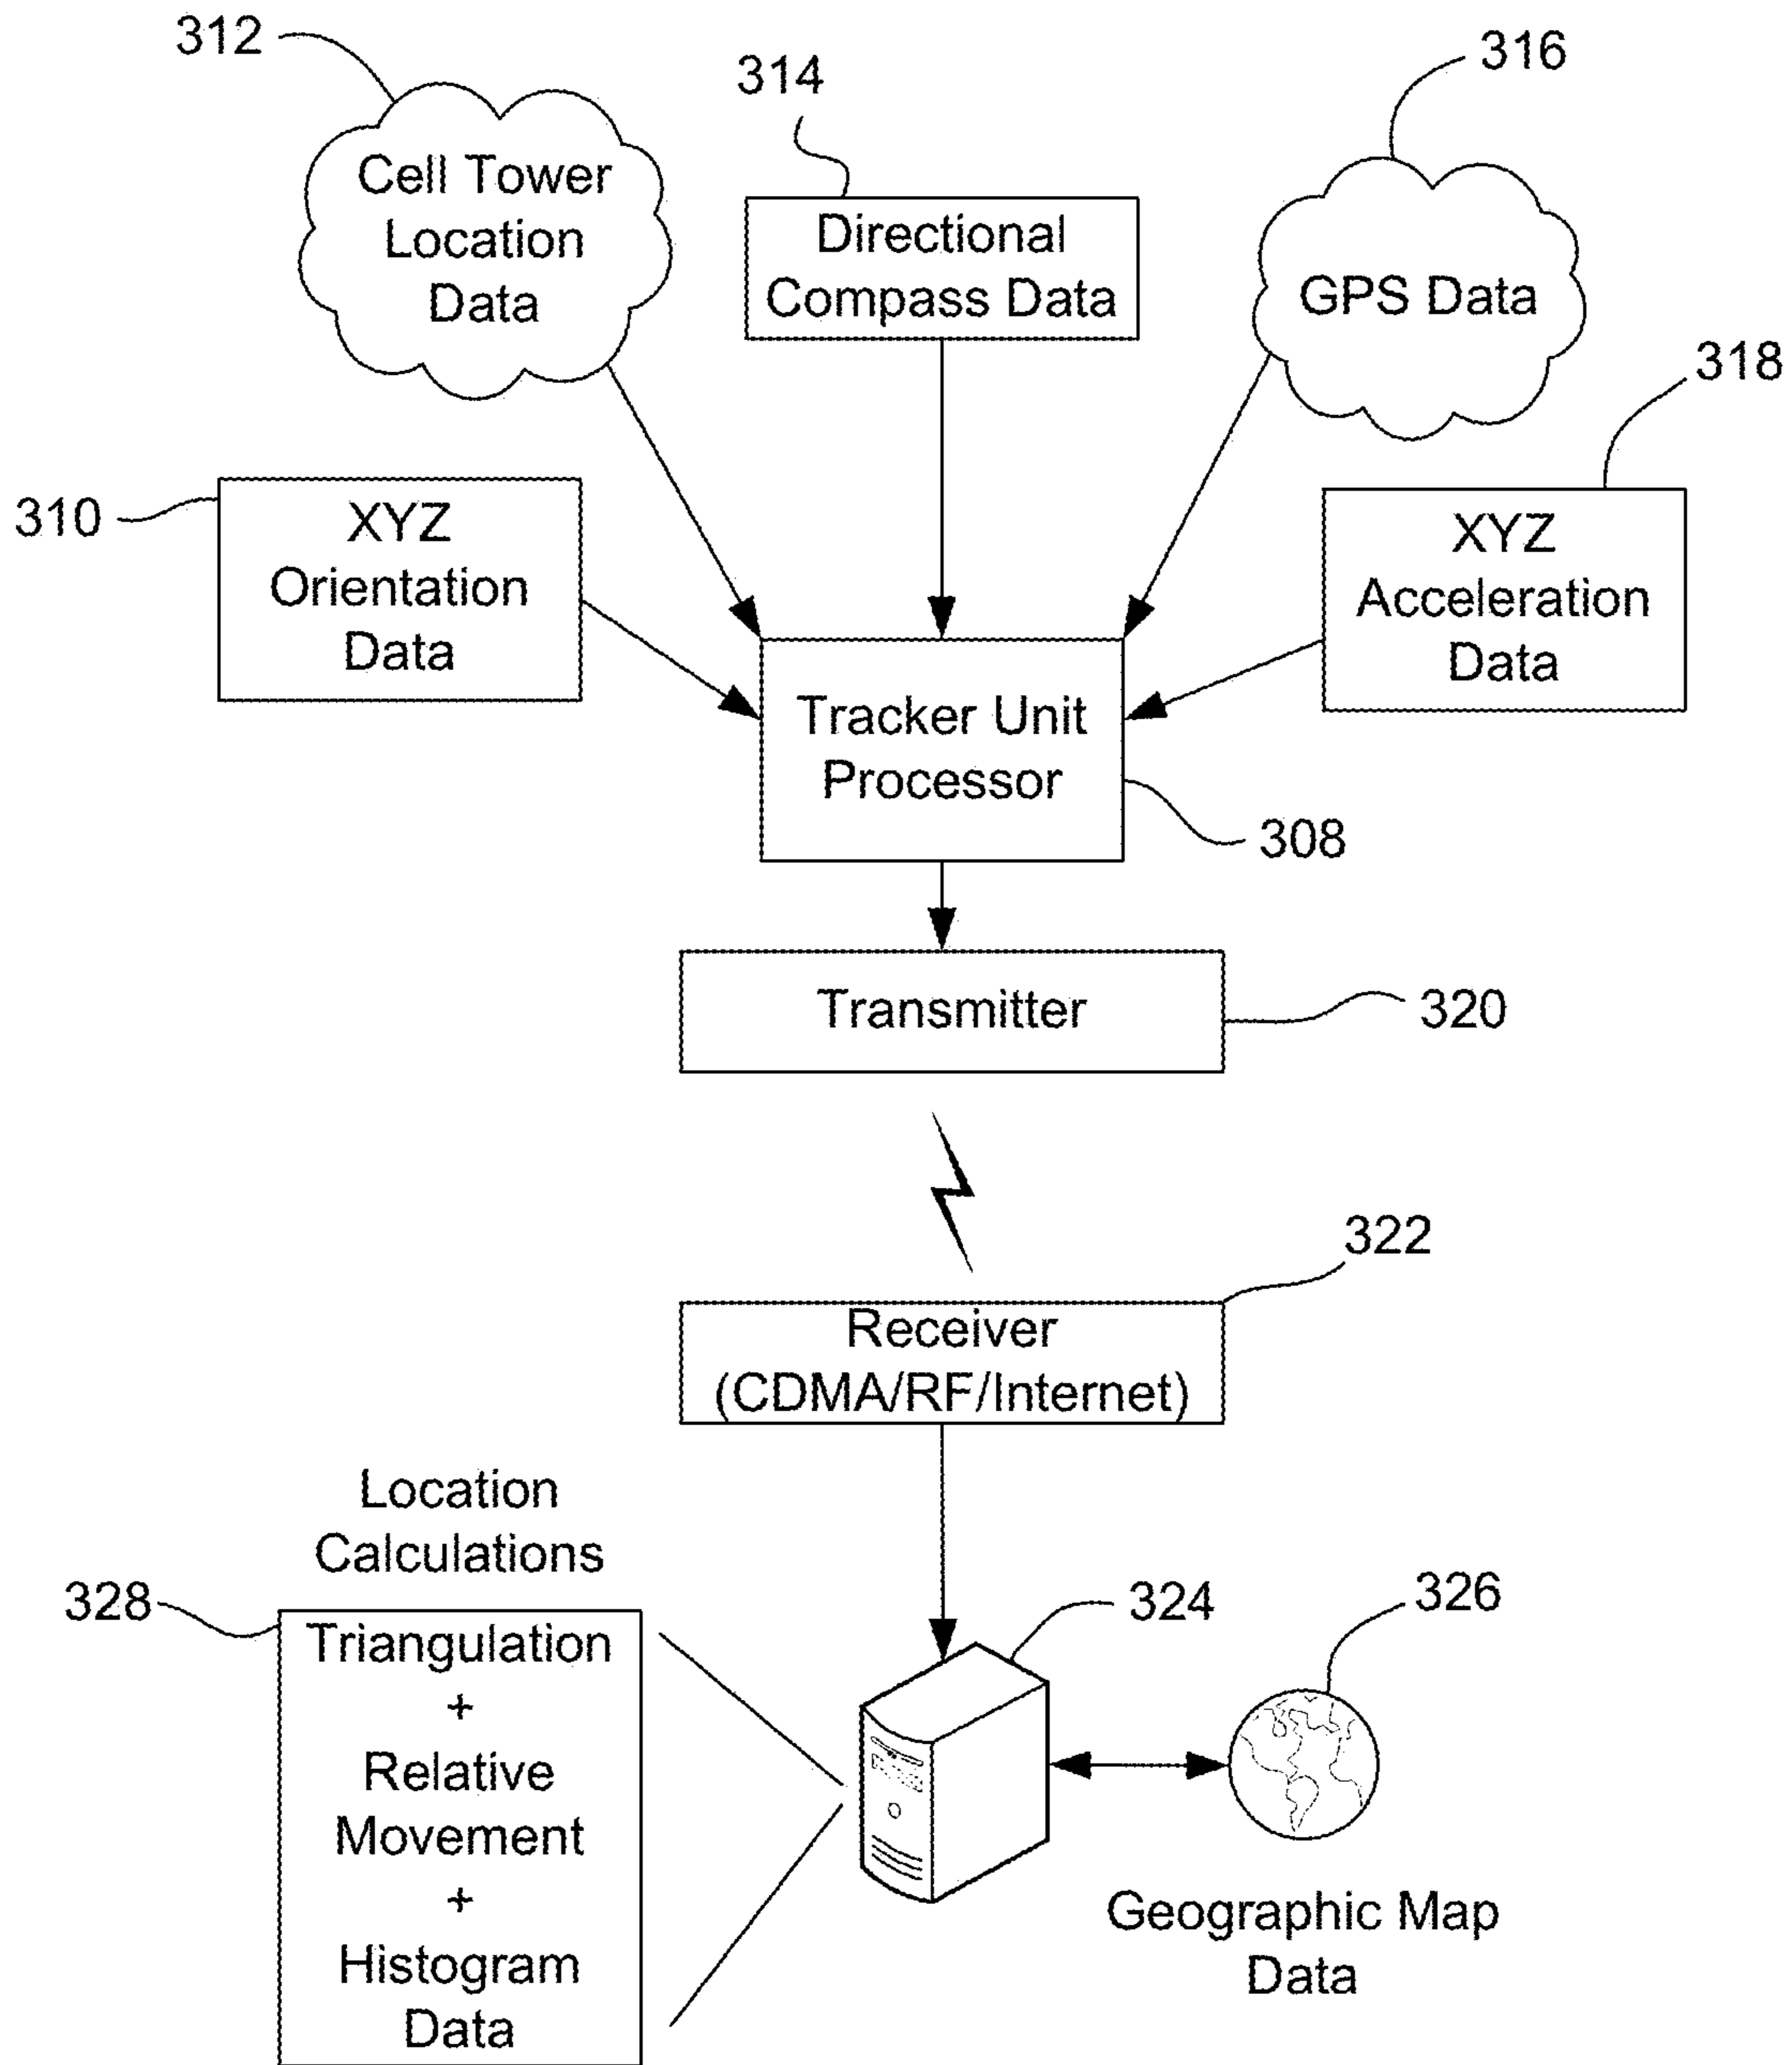 312
314
316
Cell Tower
Location
Data
Directional
Compass Data
GPS Data
318
310
XYZ
Orientation
Data
XYZ
Acceleration
Data
Tracker Unit
Processor
308
Transmitter
320
322
Receiver
(CDMA/RF/Internet)
Location
Calculations
328
324
326
Triangulation
+
Relative
Movement
+
Histogram
Data
Geographic Map
Data